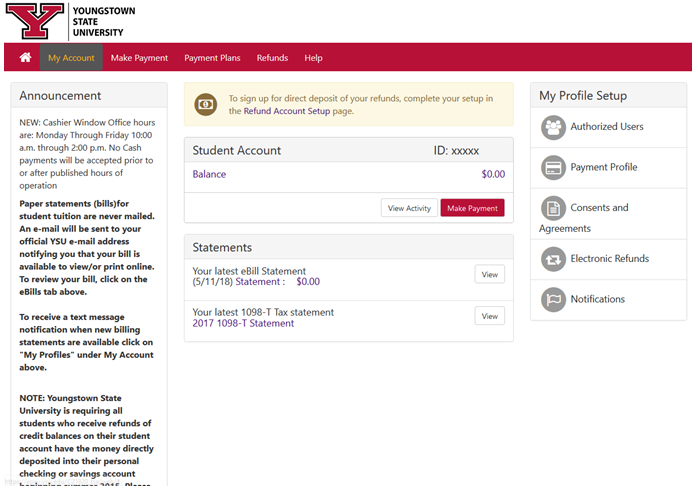 YOUNGSTOWN
STATE
UNIVERSITY
My Account
Make Payment
Payment Plans
Refunds
Help
Announcement
NEW: Cashier Window Office hours
are: Monday Through Friday 10:00
a.m. through 2:00 p.m. No Cash
payments will be accepted prior to
or after published hours of
operation
Paper statements (bills)for
student tuition are never mailed.
An e-mail will be sent to your
official YSU e-mail address
notifying you that your bill is
available to view/or print online.
To review your bill, click on the
eBills tab above.
To receive a text message
notification when new billing
statements are available click on
"My Profiles" under My Account
above.
NOTE: Youngstown State
University is requiring all
students who receive refunds of
credit balances on their student
account have the money directly
deposited into their personal
checking or savings account
beginning summer 2015. Please
To sign up for direct deposit of your refunds, complete your setup in
the Refund Account Setup page.
Student Account ID: xxxxx
Balance $0.00
View Activity
Make Payment
Statements
Your latest eBill Statement
(5/11/18) Statement : $0.00
View
Your latest 1098-T Tax statement
2017 1098-T Statement
View
My Profile Setup
Authorized Users
Payment Profile
Consents and
Agreements
Electronic Refunds
Notifications